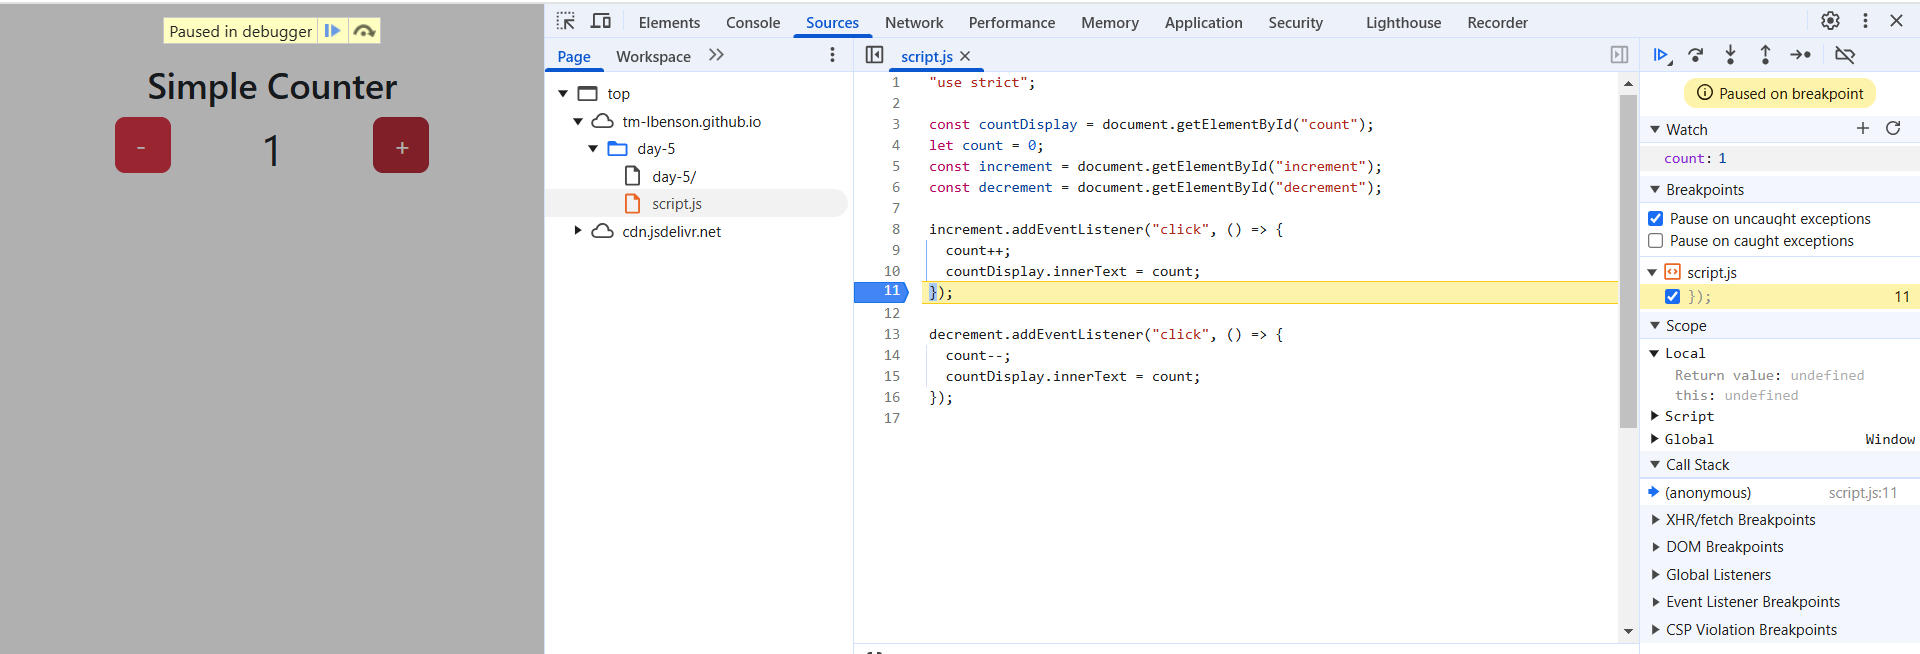 Paused in debugger
Simple Counter
-
1
+
Elements Console Sources Network Performance Memory Application Security Lighthouse Recorder
Page Workspace
top
tm-lbenson.github.io
day-5
day-5/
script.js
cdn.jsdelivr.net
script.js
1 "use strict";
2
3 const countDisplay = document.getElementById("count");
4 let count = 0;
5 const increment = document.getElementById("increment");
6 const decrement = document.getElementById("decrement");
7
8 increment.addEventListener("click", () => {
9 count++;
10 countDisplay.innerText = count;
11 });
12
13 decrement.addEventListener("click", () => {
14 count--;
15 countDisplay.innerText = count;
16 });
17
Paused on breakpoint
Watch
count: 1
Breakpoints
Pause on uncaught exceptions
Pause on caught exceptions
script.js
}); 11
Scope
Local
Return value: undefined
this: undefined
Script
Global Window
Call Stack
(anonymous) script.js:11
XHR/fetch Breakpoints
DOM Breakpoints
Global Listeners
Event Listener Breakpoints
CSP Violation Breakpoints